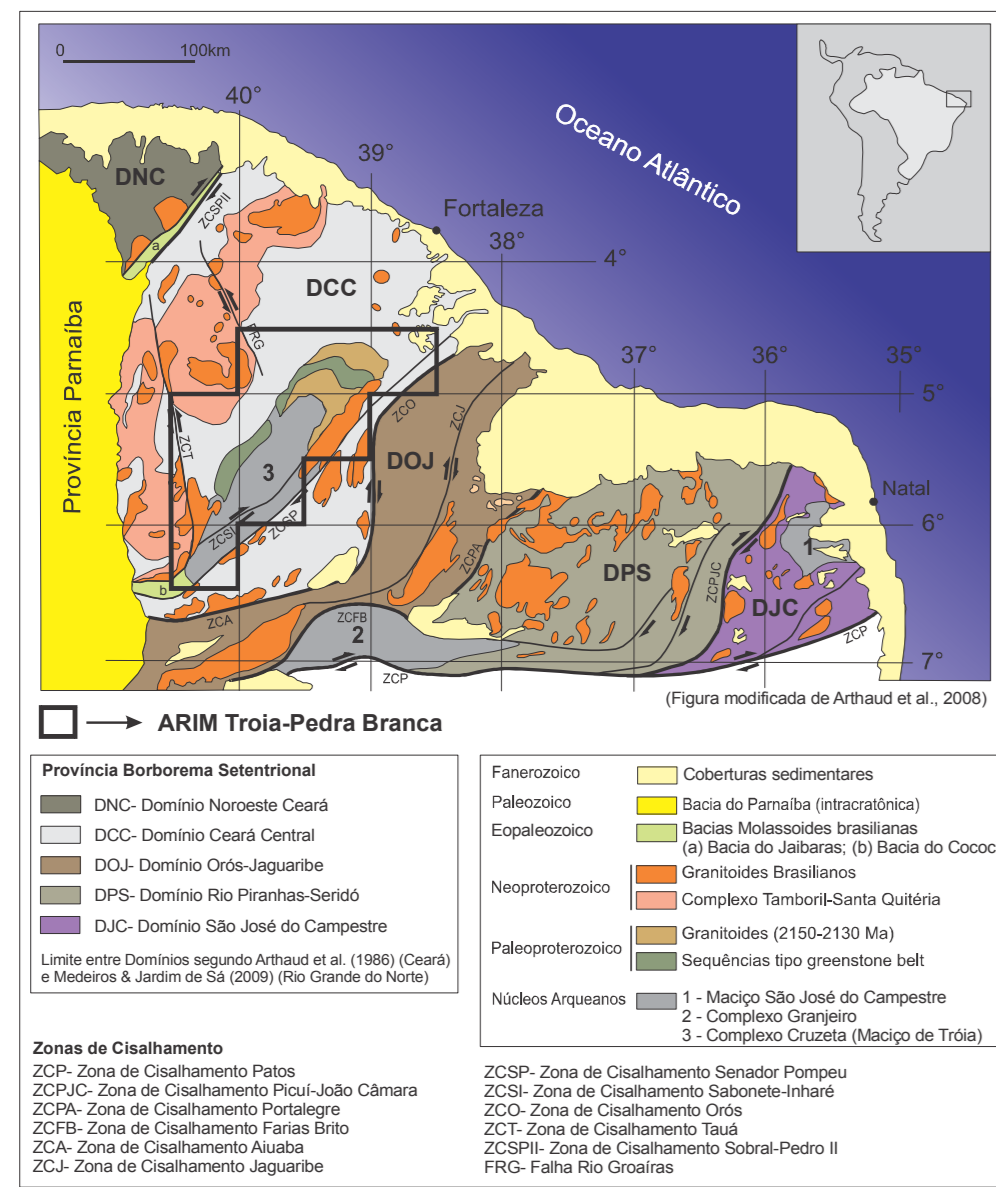 0 100km
40°
39°
38°
4°
37°
36°
35°
5°
6°
7°
Oceano Atlântico
Fortaleza
Natal
Província Parnaíba
DNC
DCC
DOJ
DPS
DJC
a
b
1
2
3
ZCSPII
FRG
ZCT
ZCSI
ZCSP
ZCO
ZCJ
ZCPA
ZCA
ZCFB
ZCP
ZCPJC
ZCP
(Figura modificada de Arthaud et al., 2008)
ARIM Troia-Pedra Branca
Província Borborema Setentrional
DNC- Domínio Noroeste Ceará
DCC- Domínio Ceará Central
DOJ- Domínio Orós-Jaguaribe
DPS- Domínio Rio Piranhas-Seridó
DJC- Domínio São José do Campestre
Limite entre Domínios segundo Arthaud et al. (1986) (Ceará)
e Medeiros & Jardim de Sá (2009) (Rio Grande do Norte)
Fanerozoico Coberturas sedimentares
Paleozoico Bacia do Parnaíba (intracratônica)
Eopaleozoico Bacias Molassoides brasilianas
(a) Bacia do Jaibaras; (b) Bacia do Cococ
Neoproterozoico Granitoides Brasilianos
Complexo Tamboril-Santa Quitéria
Paleoproterozoico Granitoides (2150-2130 Ma)
Sequências tipo greenstone belt
Núcleos Arqueanos 1 - Maciço São José do Campestre
2 - Complexo Granjeiro
3 - Complexo Cruzeta (Maciço de Tróia)
Zonas de Cisalhamento
ZCP- Zona de Cisalhamento Patos
ZCPJC- Zona de Cisalhamento Picuí-João Câmara
ZCPA- Zona de Cisalhamento Portalegre
ZCFB- Zona de Cisalhamento Farias Brito
ZCA- Zona de Cisalhamento Aiuaba
ZCJ- Zona de Cisalhamento Jaguaribe
ZCSP- Zona de Cisalhamento Senador Pompeu
ZCSI- Zona de Cisalhamento Sabonete-Inharé
ZCO- Zona de Cisalhamento Orós
ZCT- Zona de Cisalhamento Tauá
ZCSPII- Zona de Cisalhamento Sobral-Pedro II
FRG- Falha Rio Groaíras